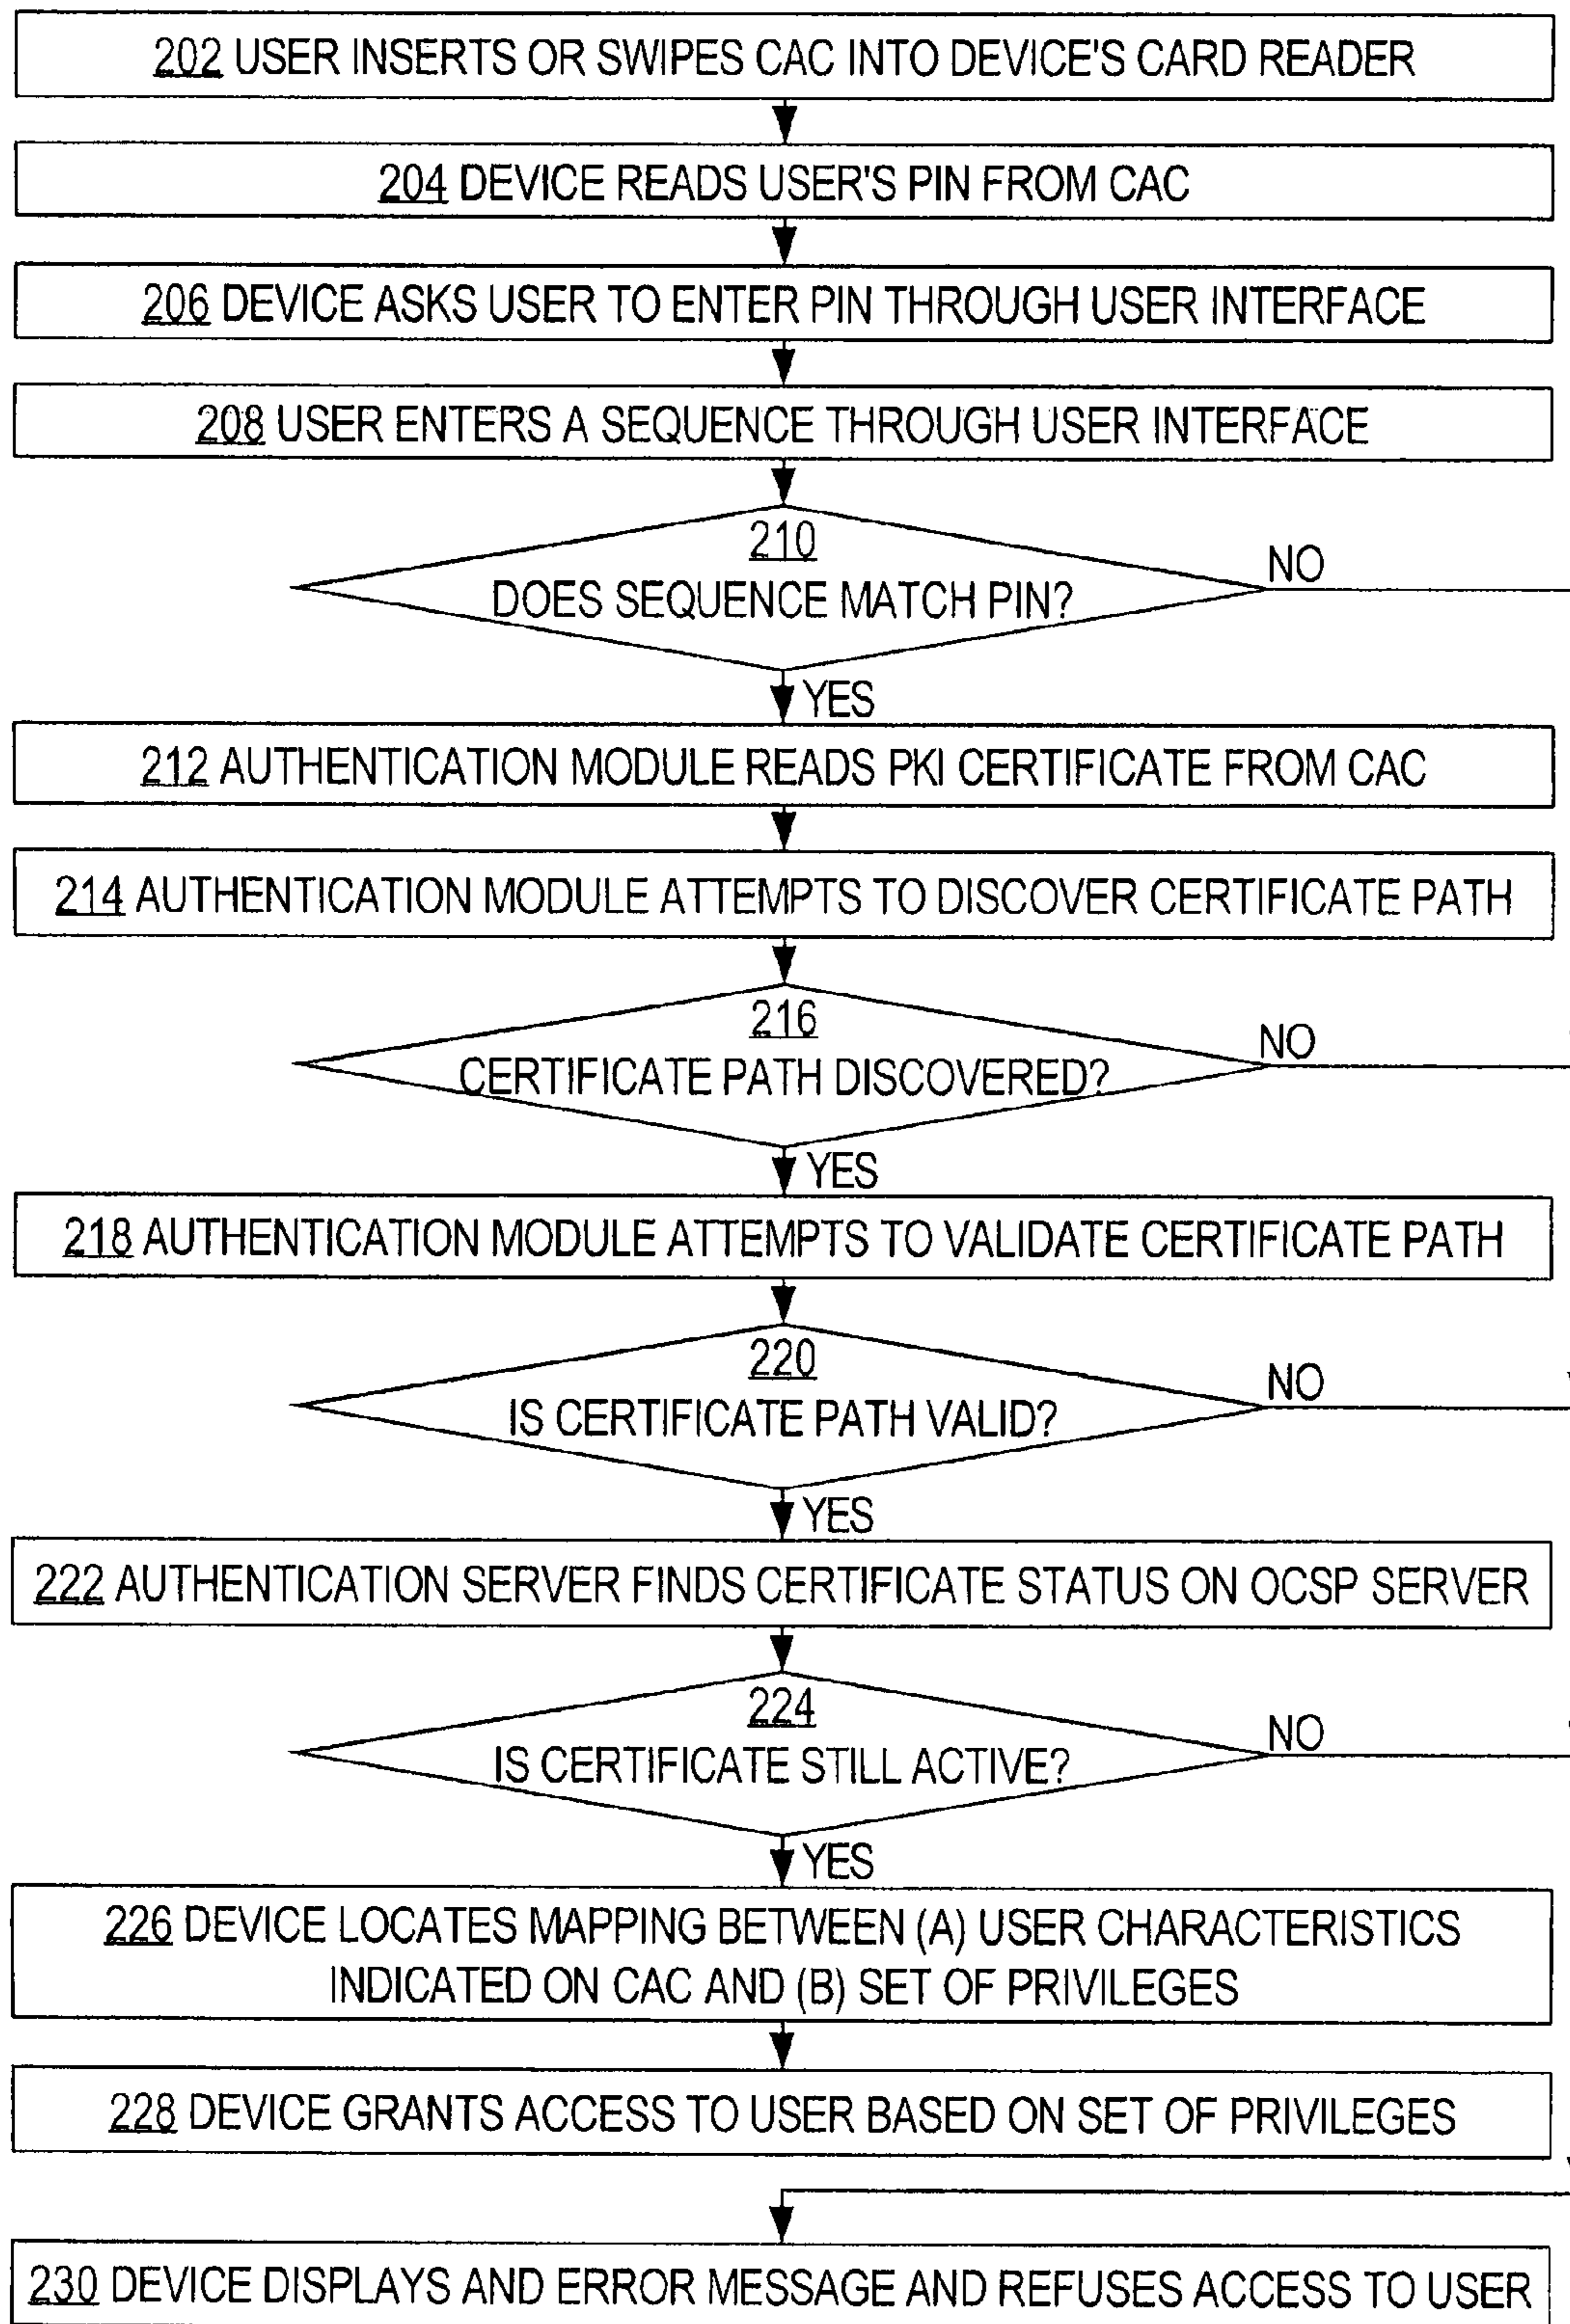 202 USER INSERTS OR SWIPES CAC INTO DEVICE'S CARD READER
204 DEVICE READS USER'S PIN FROM CAC
206 DEVICE ASKS USER TO ENTER PIN THROUGH USER INTERFACE
208 USER ENTERS A SEQUENCE THROUGH USER INTERFACE
210
DOES SEQUENCE MATCH PIN?
NO
YES
212 AUTHENTICATION MODULE READS PKI CERTIFICATE FROM CAC
214 AUTHENTICATION MODULE ATTEMPTS TO DISCOVER CERTIFICATE PATH
216
CERTIFICATE PATH DISCOVERED?
NO
YES
218 AUTHENTICATION MODULE ATTEMPTS TO VALIDATE CERTIFICATE PATH
220
IS CERTIFICATE PATH VALID?
NO
YES
222 AUTHENTICATION SERVER FINDS CERTIFICATE STATUS ON OCSP SERVER
224
IS CERTIFICATE STILL ACTIVE?
NO
YES
226 DEVICE LOCATES MAPPING BETWEEN (A) USER CHARACTERISTICS
INDICATED ON CAC AND (B) SET OF PRIVILEGES
228 DEVICE GRANTS ACCESS TO USER BASED ON SET OF PRIVILEGES
230 DEVICE DISPLAYS AND ERROR MESSAGE AND REFUSES ACCESS TO USER